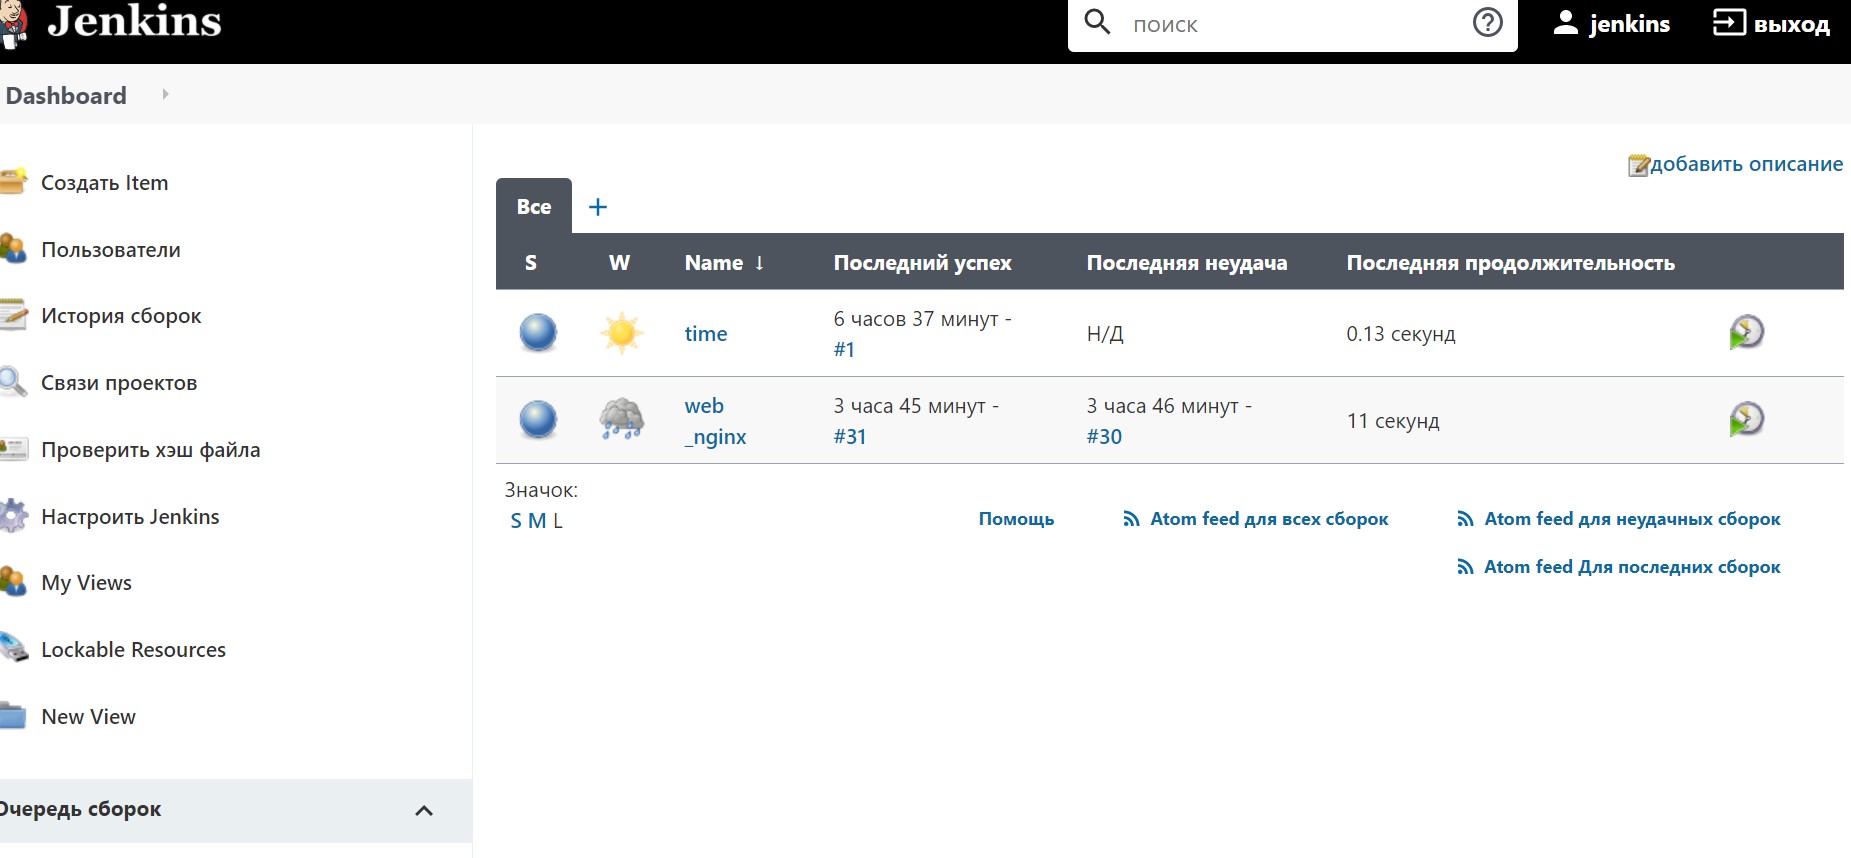 Jenkins
поиск
jenkins
выход
Dashboard
Создать Item
Пользователи
История сборок
Связи проектов
Проверить хэш файла
Настроить Jenkins
My Views
Lockable Resources
New View
Очередь сборок
добавить описание
Все +
S W Name ↓ Последний успех Последняя неудача Последняя продолжительность
time 6 часов 37 минут - #1 Н/Д 0.13 секунд
web _nginx 3 часа 45 минут - #31 3 часа 46 минут - #30 11 секунд
Значок:
S M L
Помощь
Atom feed для всех сборок
Atom feed для неудачных сборок
Atom feed Для последних сборок